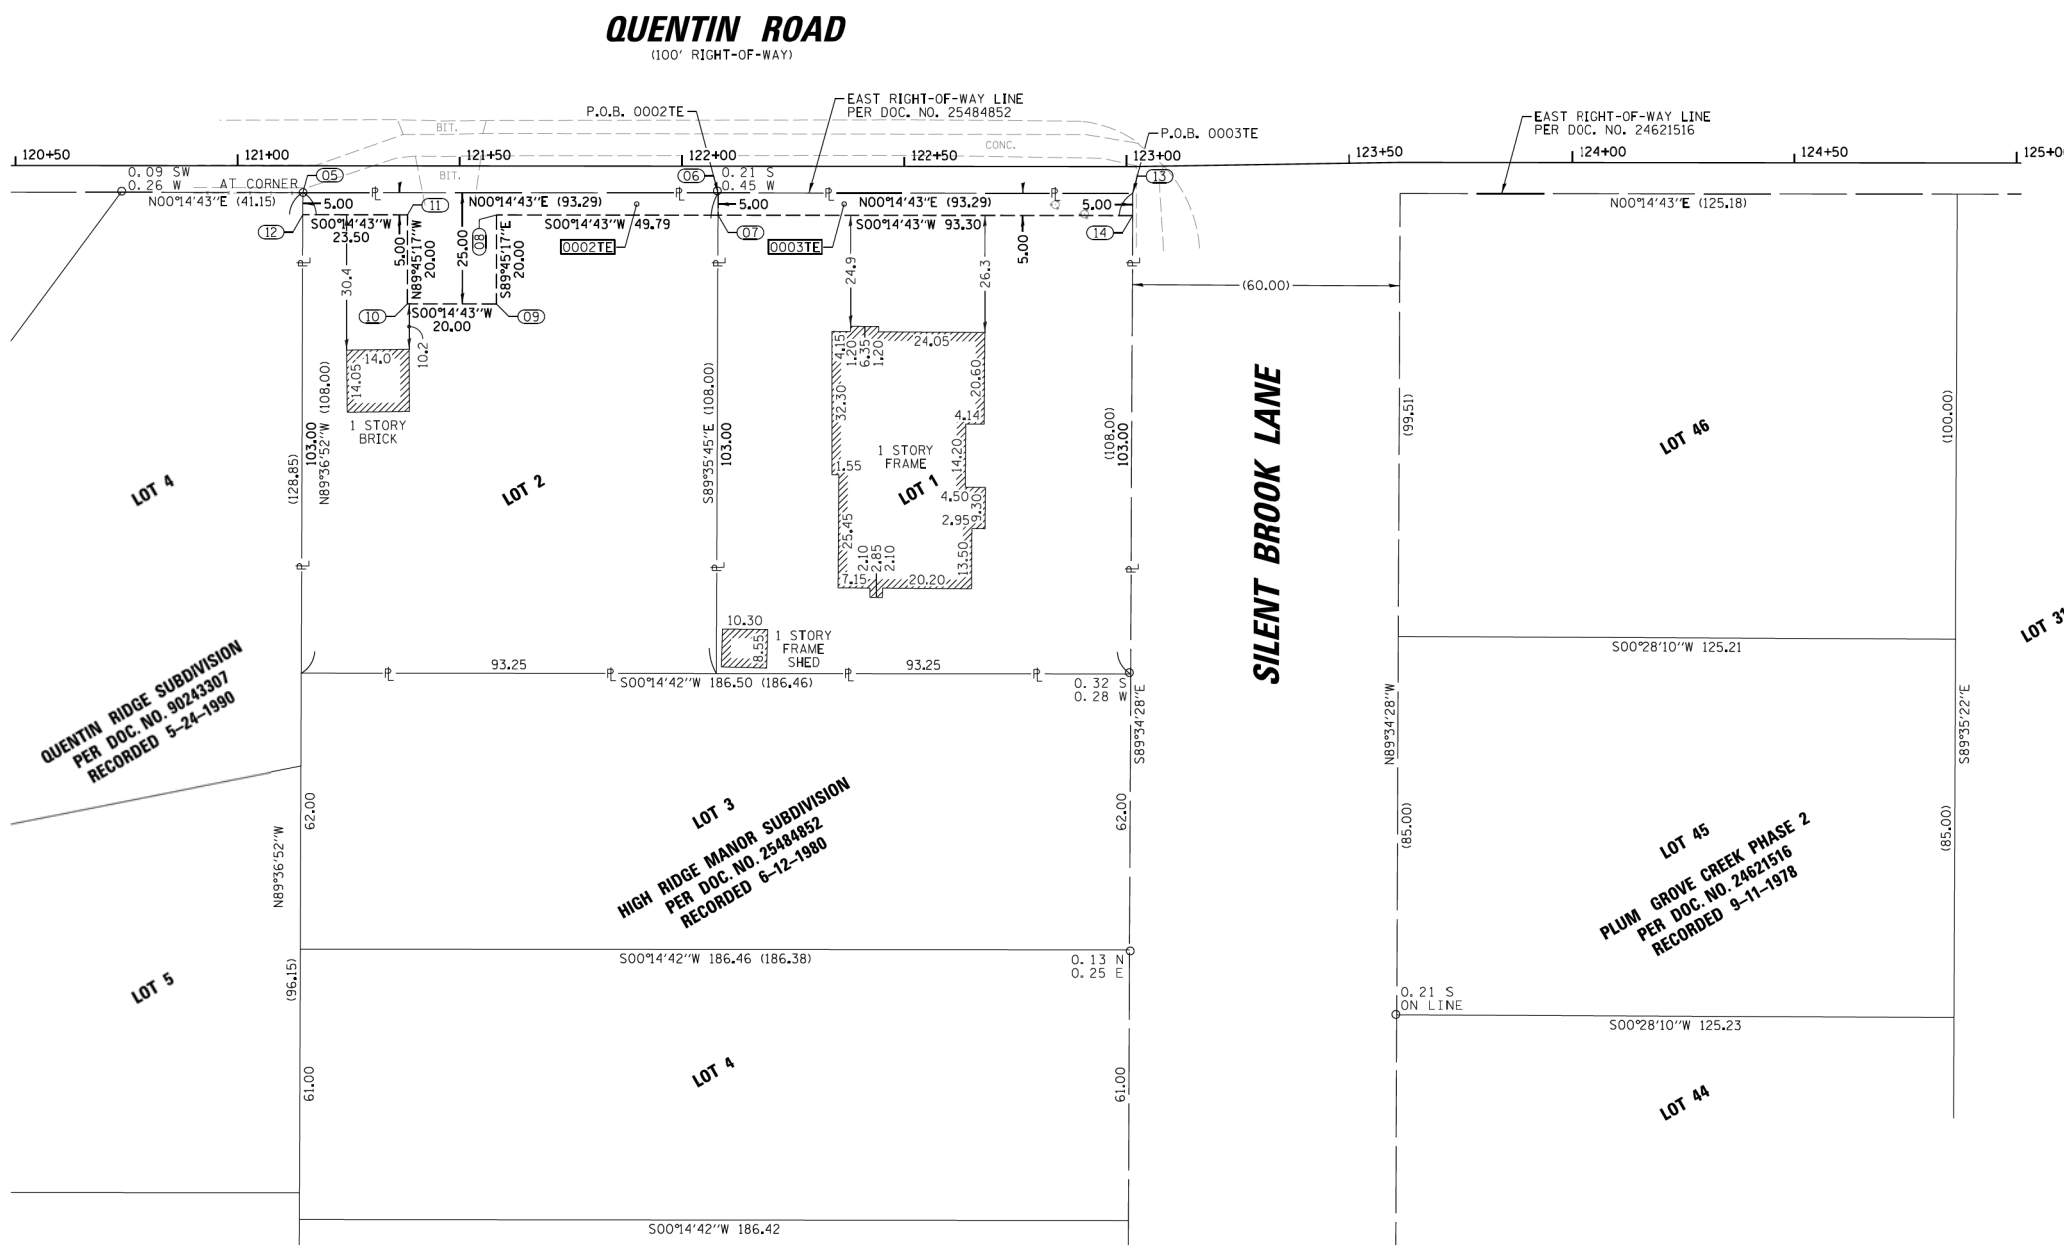 QUENTIN ROAD
(100' RIGHT-OF-WAY)
EAST RIGHT-OF-WAY LINE
PER DOC. NO. 25484852
P.O.B. 0002TE
EAST RIGHT-OF-WAY LINE
PER DOC. NO. 24621516
P.O.B. 0003TE
BIT.
CONC.
120+50
121+00
121+50
122+00
122+50
123+00
123+50
124+00
124+50
125+0
0.09 SW
0.26 W
AT CORNER
05
BIT.
06
0.21 S
0.45 W
13
N00°14'43"E (41.15)
5.00
11
N00°14'43"E (93.29)
5.00
N00°14'43"E (93.29)
5.00
N00°14'43"E (125.18)
12
S00°14'43"W
23.50
5.00
N89°45'17"W
20.00
25.00
08
S89°45'17"E
20.00
S00°14'43"W 49.79
0002TE
07
0003TE
S00°14'43"W 93.30
5.00
14
30.4
24.9
26.3
(60.00)
10
S00°14'43"W
20.00
09
10.2
14.0
14.05
1 STORY
BRICK
4.15
1.20
6.35
1.20
24.05
20.60
32.30
4.14
14.20
1 STORY
FRAME
1.55
LOT 1
4.50
9.30
2.95
25.45
13.50
2.10
2.85
2.10
7.15
20.20
(128.85)
103.00
N89°36'52"W (108.00)
S89°35'45"E (108.00)
103.00
(108.00)
103.00
(99.51)
(100.00)
LOT 4
LOT 2
LOT 46
SILENT BROOK LANE
LOT 31
10.30
8.55
1 STORY
FRAME
SHED
93.25
93.25
S00°14'42"W 186.50 (186.46)
0.32 S
0.28 W
S00°28'10"W 125.21
QUENTIN RIDGE SUBDIVISION
PER DOC. NO. 90243307
RECORDED 5-24-1990
S89°34'28"E
N89°34'28"W
S89°35'22"E
62.00
62.00
N89°36'52"W
LOT 3
HIGH RIDGE MANOR SUBDIVISION
PER DOC. NO. 25484852
RECORDED 6-12-1980
(85.00)
(85.00)
LOT 45
PLUM GROVE CREEK PHASE 2
PER DOC. NO. 24621516
RECORDED 9-11-1978
S00°14'42"W 186.46 (186.38)
0.13 N
0.25 E
LOT 5
(96.15)
0.21 S
ON LINE
S00°28'10"W 125.23
LOT 4
61.00
61.00
LOT 44
S00°14'42"W 186.42